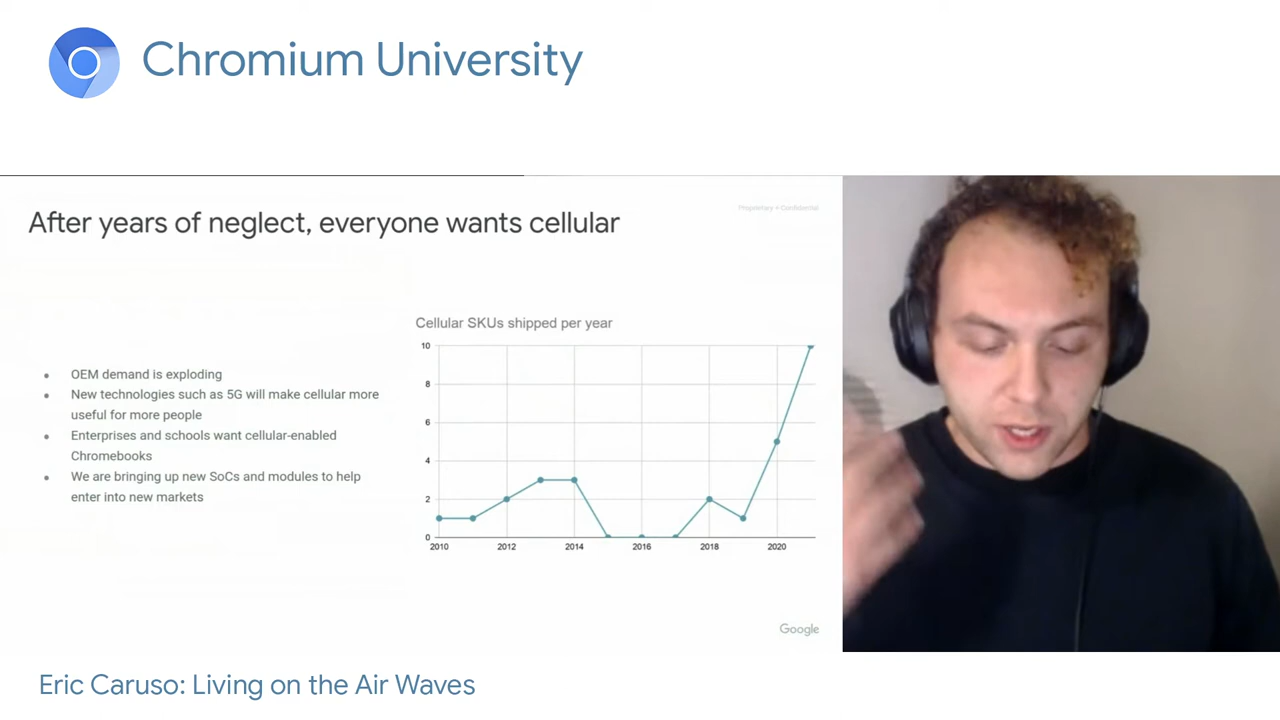 Chromium University
After years of neglect, everyone wants cellular
Proprietary + Confidential
Cellular SKUs shipped per year
OEM demand is exploding
New technologies such as 5G will make cellular more
useful for more people
Enterprises and schools want cellular-enabled
Chromebooks
We are bringing up new SoCs and modules to help
enter into new markets
10
8
6
4
2
0
2010 2012 2014 2016 2018 2020
Google
Eric Caruso: Living on the Air Waves